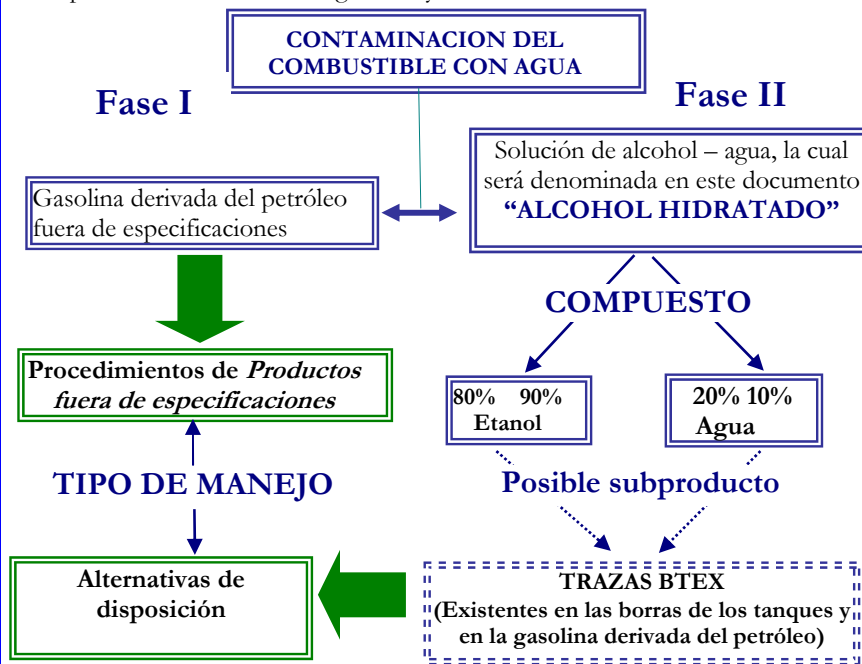 CONTAMINACION DEL
COMBUSTIBLE CON AGUA
Fase I
Fase II
Solución de alcohol – agua, la cual
será denominada en este documento
“ALCOHOL HIDRATADO”
Gasolina derivada del petróleo
fuera de especificaciones
COMPUESTO
Procedimientos de Productos
fuera de especificaciones
80% 90%
Etanol
20% 10%
Agua
TIPO DE MANEJO
Posible subproducto
Alternativas de
disposición
TRAZAS BTEX
(Existentes en las borras de los tanques y
en la gasolina derivada del petróleo)